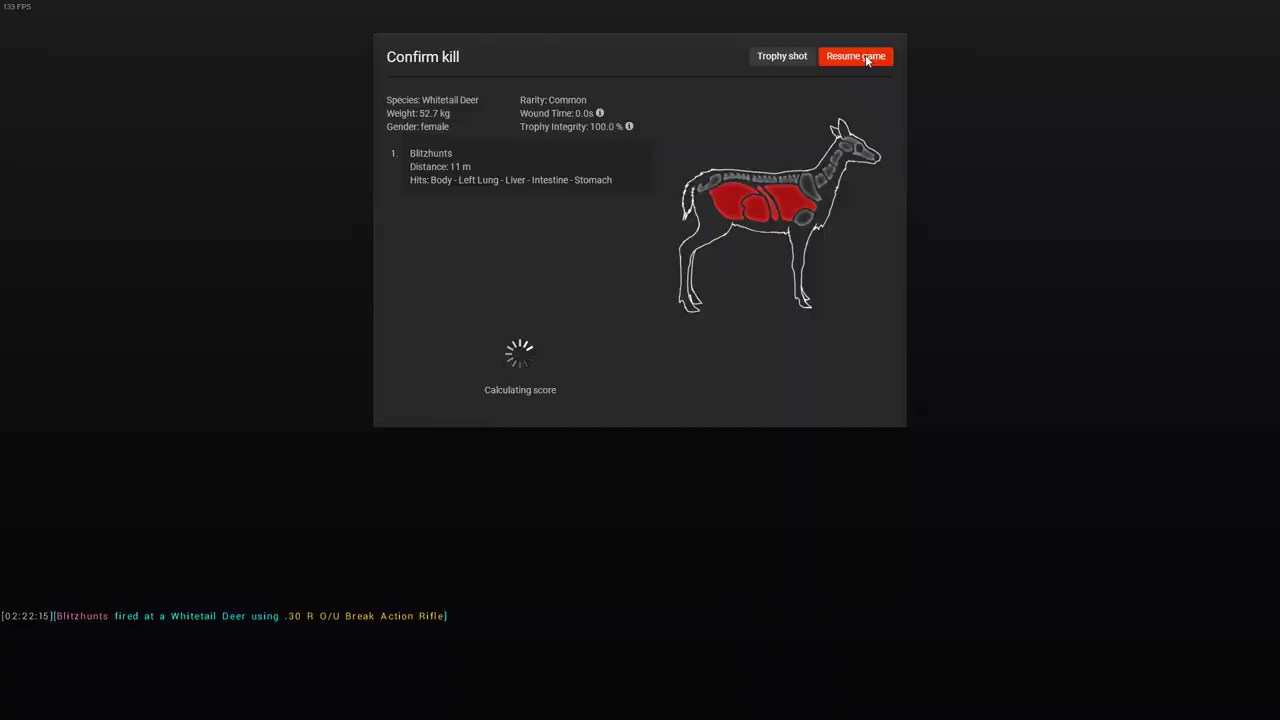 133 FPS
Confirm kill
Trophy shot
Resume game
Species: Whitetail Deer
Rarity: Common
Weight: 52.7 kg
Wound Time: 0.0s
Gender: female
Trophy Integrity: 100.0 %
1. Blitzhunts
Distance: 11 m
Hits: Body - Left Lung - Liver - Intestine - Stomach
Calculating score
[02:22:15][Blitzhunts fired at a Whitetail Deer using .30 R O/U Break Action Rifle]